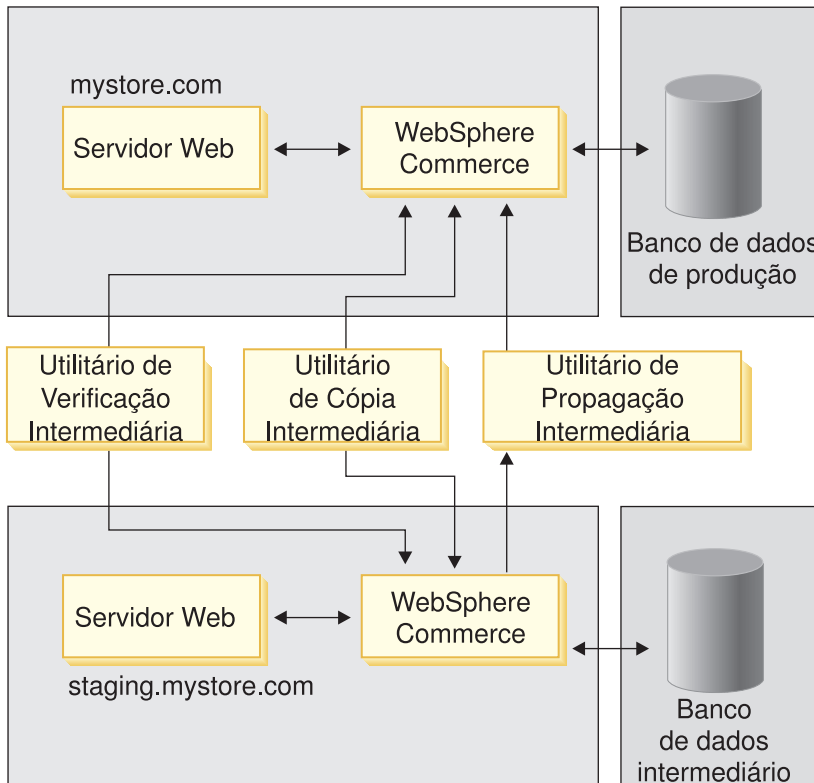 mystore.com
Servidor Web
WebSphere
Commerce
Banco de dados
de produção
Utilitário de
Verificação
Intermediária
Utilitário
de Cópia
Intermediária
Utilitário de
Propagação
Intermediária
Servidor Web
WebSphere
Commerce
staging.mystore.com
Banco
de dados
intermediário